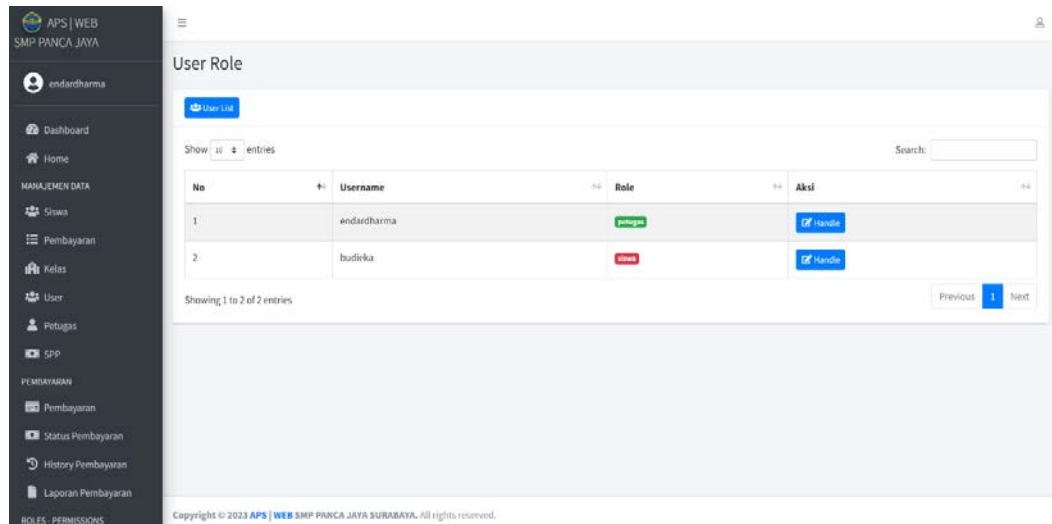 APS | WEB
SMP PANCA JAYA
endardharma
Dashboard
Home
MANAJEMEN DATA
Siswa
Pembayaran
Kelas
User
Petugas
SPP
PEMBAYARAN
Pembayaran
Status Pembayaran
History Pembayaran
Laporan Pembayaran
ROLES - PERMISSIONS
User Role
User List
Show 10 entries
Search:
No Username Role Aksi
1 endardharma petugas Handle
2 budieka siswa Handle
Showing 1 to 2 of 2 entries
Previous 1 Next
Copyright © 2023 APS | WEB SMP PANCA JAYA SURABAYA. All rights reserved.